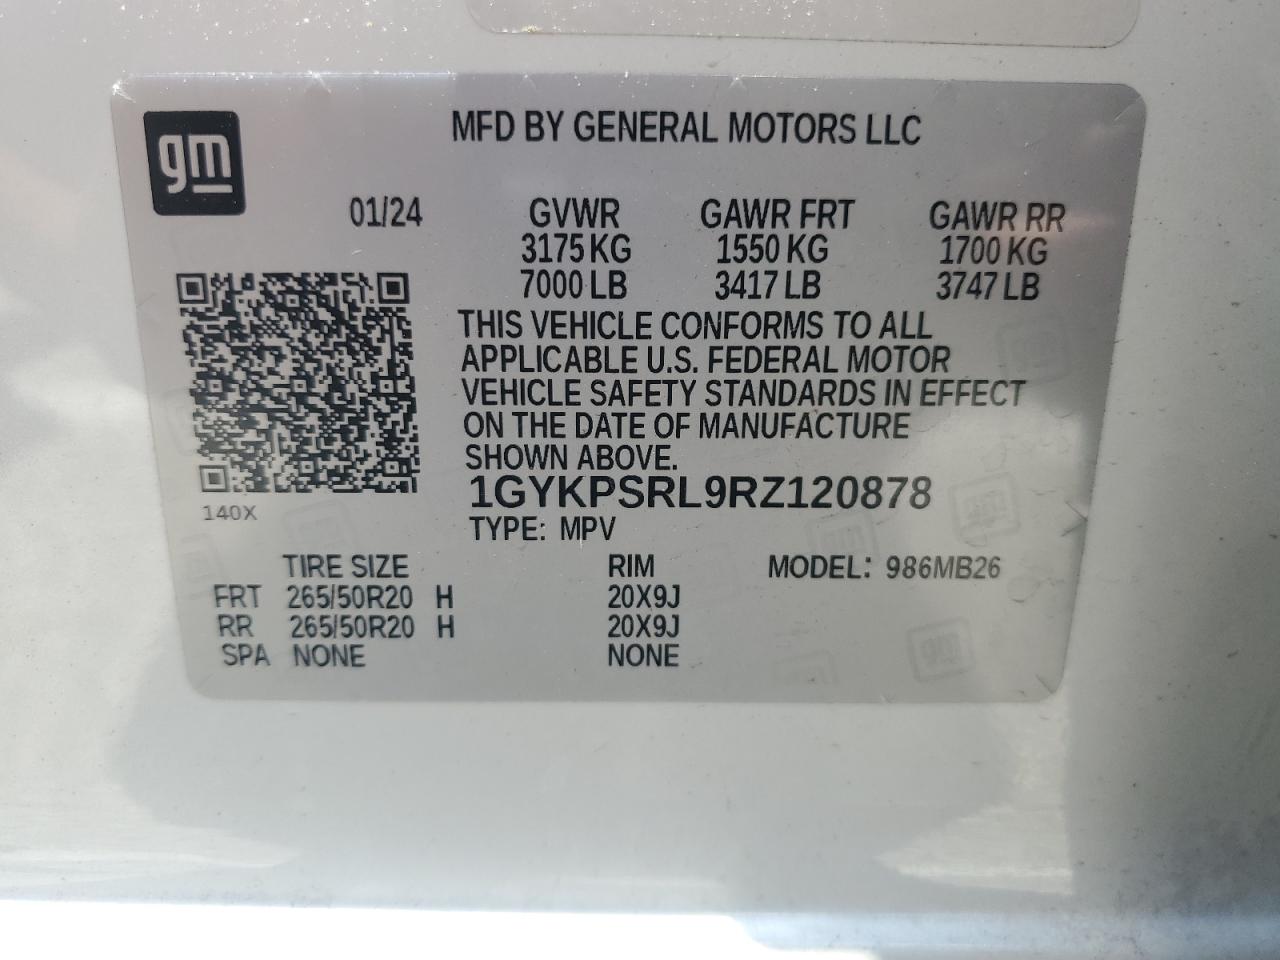 gm
MFD BY GENERAL MOTORS LLC
01/24 GVWR GAWR FRT GAWR RR
3175 KG 1550 KG 1700 KG
7000 LB 3417 LB 3747 LB
THIS VEHICLE CONFORMS TO ALL
APPLICABLE U.S. FEDERAL MOTOR
VEHICLE SAFETY STANDARDS IN EFFECT
ON THE DATE OF MANUFACTURE
SHOWN ABOVE.
1GYKPSRL9RZ120878
140X
TYPE: MPV
TIRE SIZE RIM MODEL: 986MB26
FRT 265/50R20 H 20X9J
RR 265/50R20 H 20X9J
SPA NONE NONE